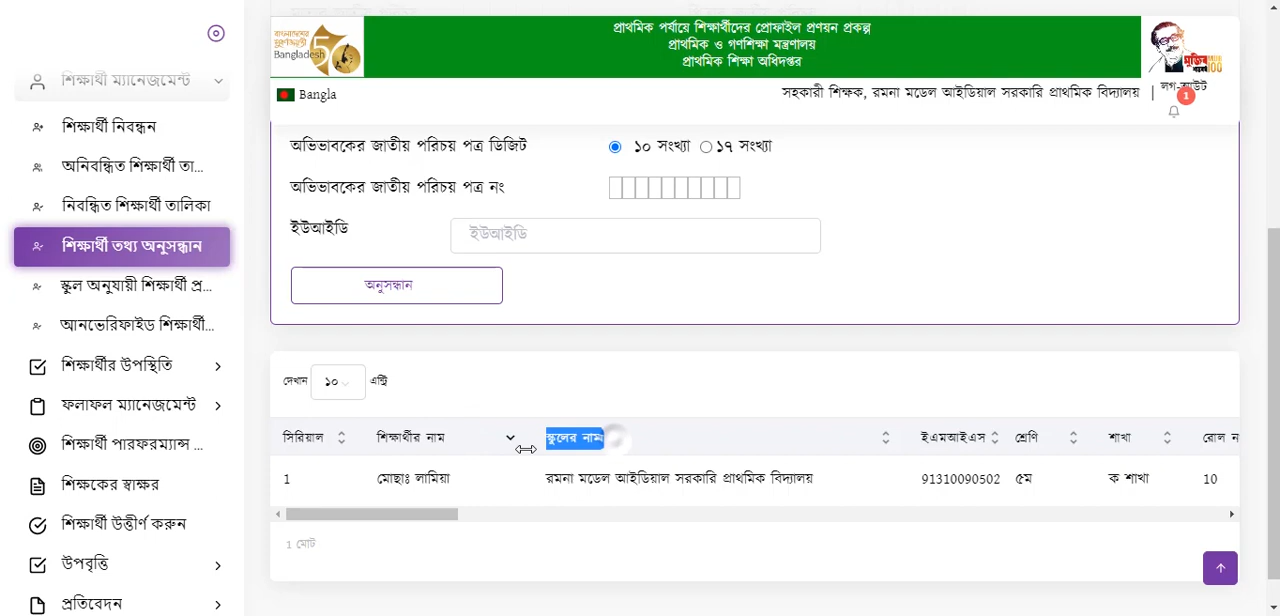 বাংলাদেশের
সুবর্ণজয়ন্তী
50
Bangladesh
প্রাথমিক পর্যায়ে শিক্ষার্থীদের প্রোফাইল প্রণয়ন প্রকল্প
প্রাথমিক ও গণশিক্ষা মন্ত্রণালয়
প্রাথমিক শিক্ষা অধিদপ্তর
মুজিব
100
Bangla
সহকারী শিক্ষক, রমনা মডেল আইডিয়াল সরকারি প্রাথমিক বিদ্যালয় | লগ-আউট
1
শিক্ষার্থী ম্যানেজমেন্ট
শিক্ষার্থী নিবন্ধন
অনিবন্ধিত শিক্ষার্থী তা...
নিবন্ধিত শিক্ষার্থী তালিকা
শিক্ষার্থী তথ্য অনুসন্ধান
স্কুল অনুযায়ী শিক্ষার্থী প্র...
আনভেরিফাইড শিক্ষার্থী...
শিক্ষার্থীর উপস্থিতি
ফলাফল ম্যানেজমেন্ট
শিক্ষার্থী পারফরম্যান্স ...
শিক্ষকের স্বাক্ষর
শিক্ষার্থী উত্তীর্ণ করুন
উপবৃত্তি
প্রতিবেদন
অভিভাবকের জাতীয় পরিচয় পত্র ডিজিট ১০ সংখ্যা ১৭ সংখ্যা
অভিভাবকের জাতীয় পরিচয় পত্র নং
ইউআইডি ইউআইডি
অনুসন্ধান
দেখান ১০ এন্ট্রি
সিরিয়াল শিক্ষার্থীর নাম স্কুলের নাম ইএমআইএস শ্রেণি শাখা রোল ন
1 মোছাঃ লামিয়া রমনা মডেল আইডিয়াল সরকারি প্রাথমিক বিদ্যালয় 91310090502 ৫ম ক শাখা 10
1 মোট